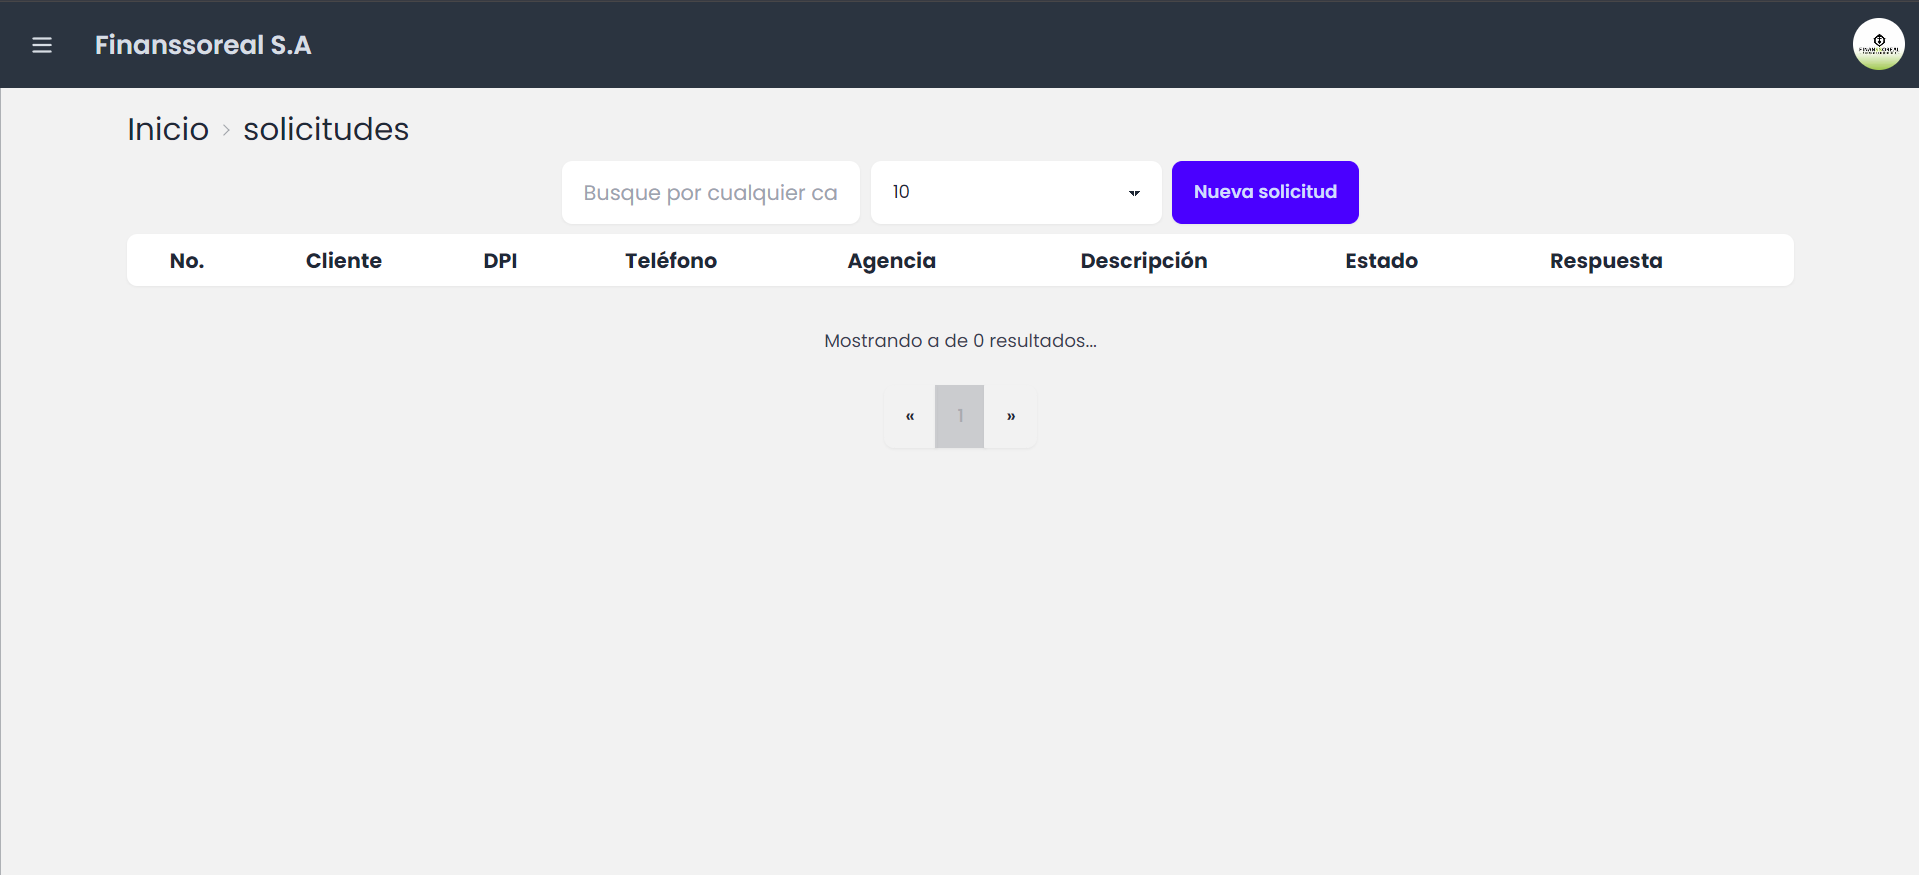 Finanssoreal S.A
FINANSSOREAL
Inicio > solicitudes
Busque por cualquier ca
10
Nueva solicitud
No. Cliente DPI Teléfono Agencia Descripción Estado Respuesta
Mostrando a de 0 resultados...
« 1 »